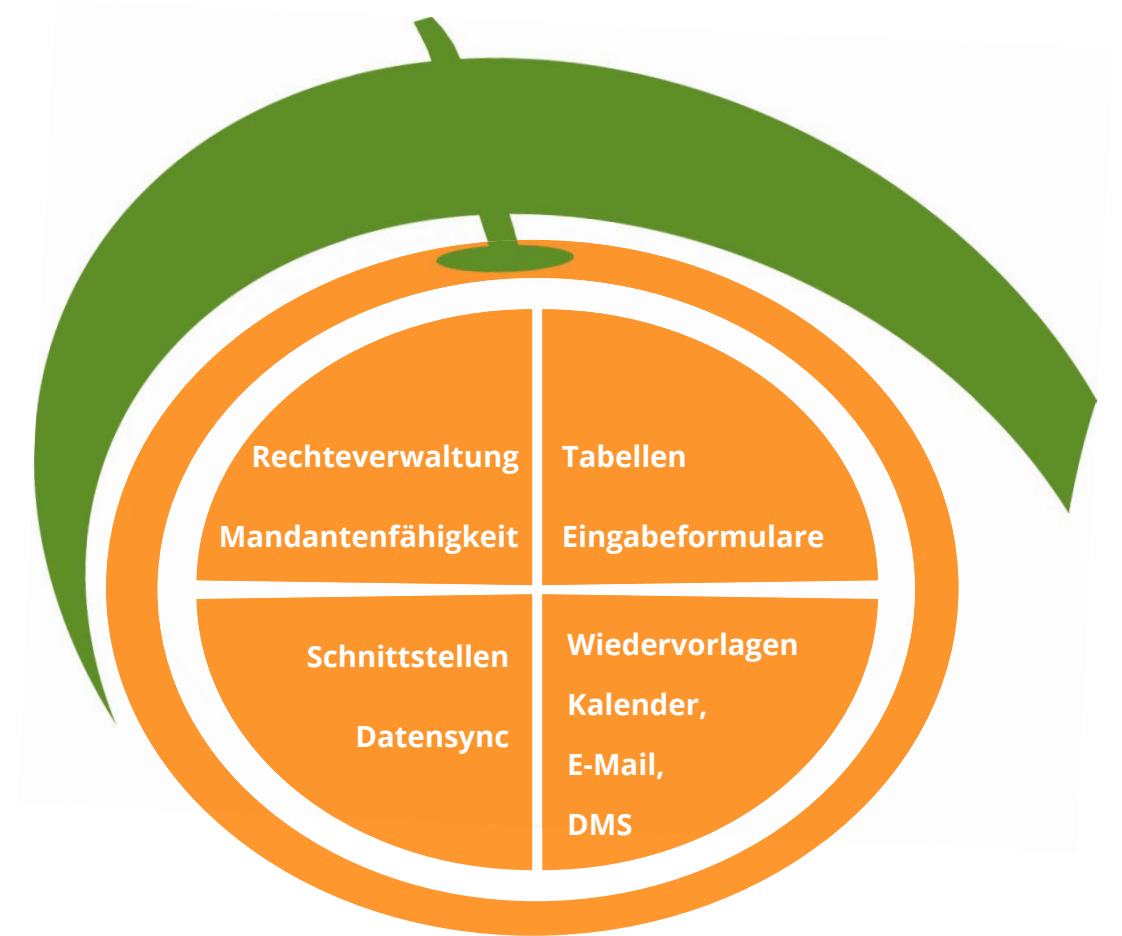 Rechteverwaltung
Mandantenfähigkeit
Tabellen
Eingabeformulare
Schnittstellen
Datensync
Wiedervorlagen
Kalender,
E-Mail,
DMS